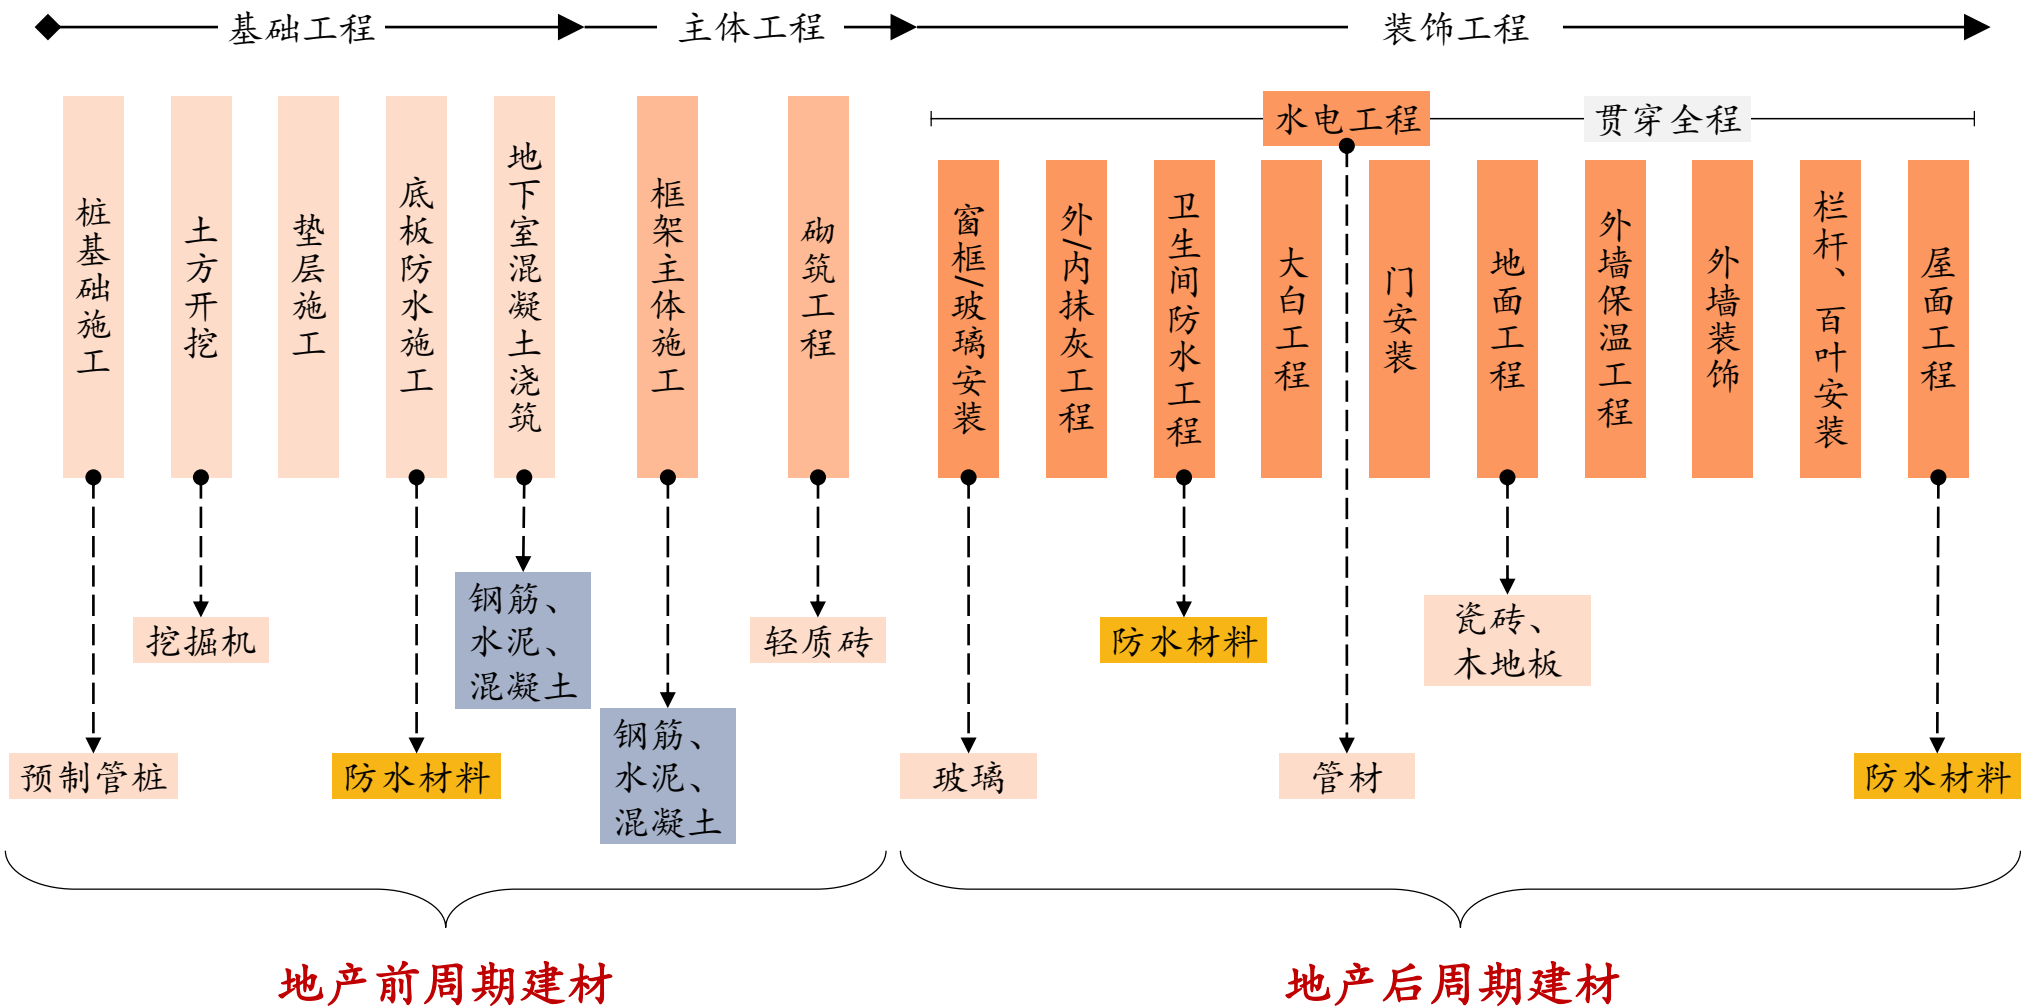 基础工程
主体工程
装饰工程
水电工程
贯穿全程
桩基础施工
土方开挖
垫层施工
底板防水施工
地下室混凝土浇筑
框架主体施工
砌筑工程
窗框/玻璃安装
外/内抹灰工程
卫生间防水工程
大白工程
门安装
地面工程
外墙保温工程
外墙装饰
栏杆、百叶安装
屋面工程
预制管桩
挖掘机
防水材料
钢筋、
水泥、
混凝土
钢筋、
水泥、
混凝土
轻质砖
玻璃
防水材料
管材
瓷砖、
木地板
防水材料
地产前周期建材
地产后周期建材